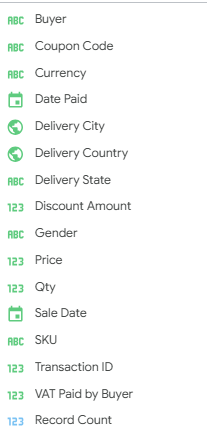 ABC Buyer
ABC Coupon Code
ABC Currency
Date Paid
Delivery City
Delivery Country
ABC Delivery State
123 Discount Amount
ABC Gender
123 Price
123 Qty
Sale Date
ABC SKU
123 Transaction ID
123 VAT Paid by Buyer
123 Record Count